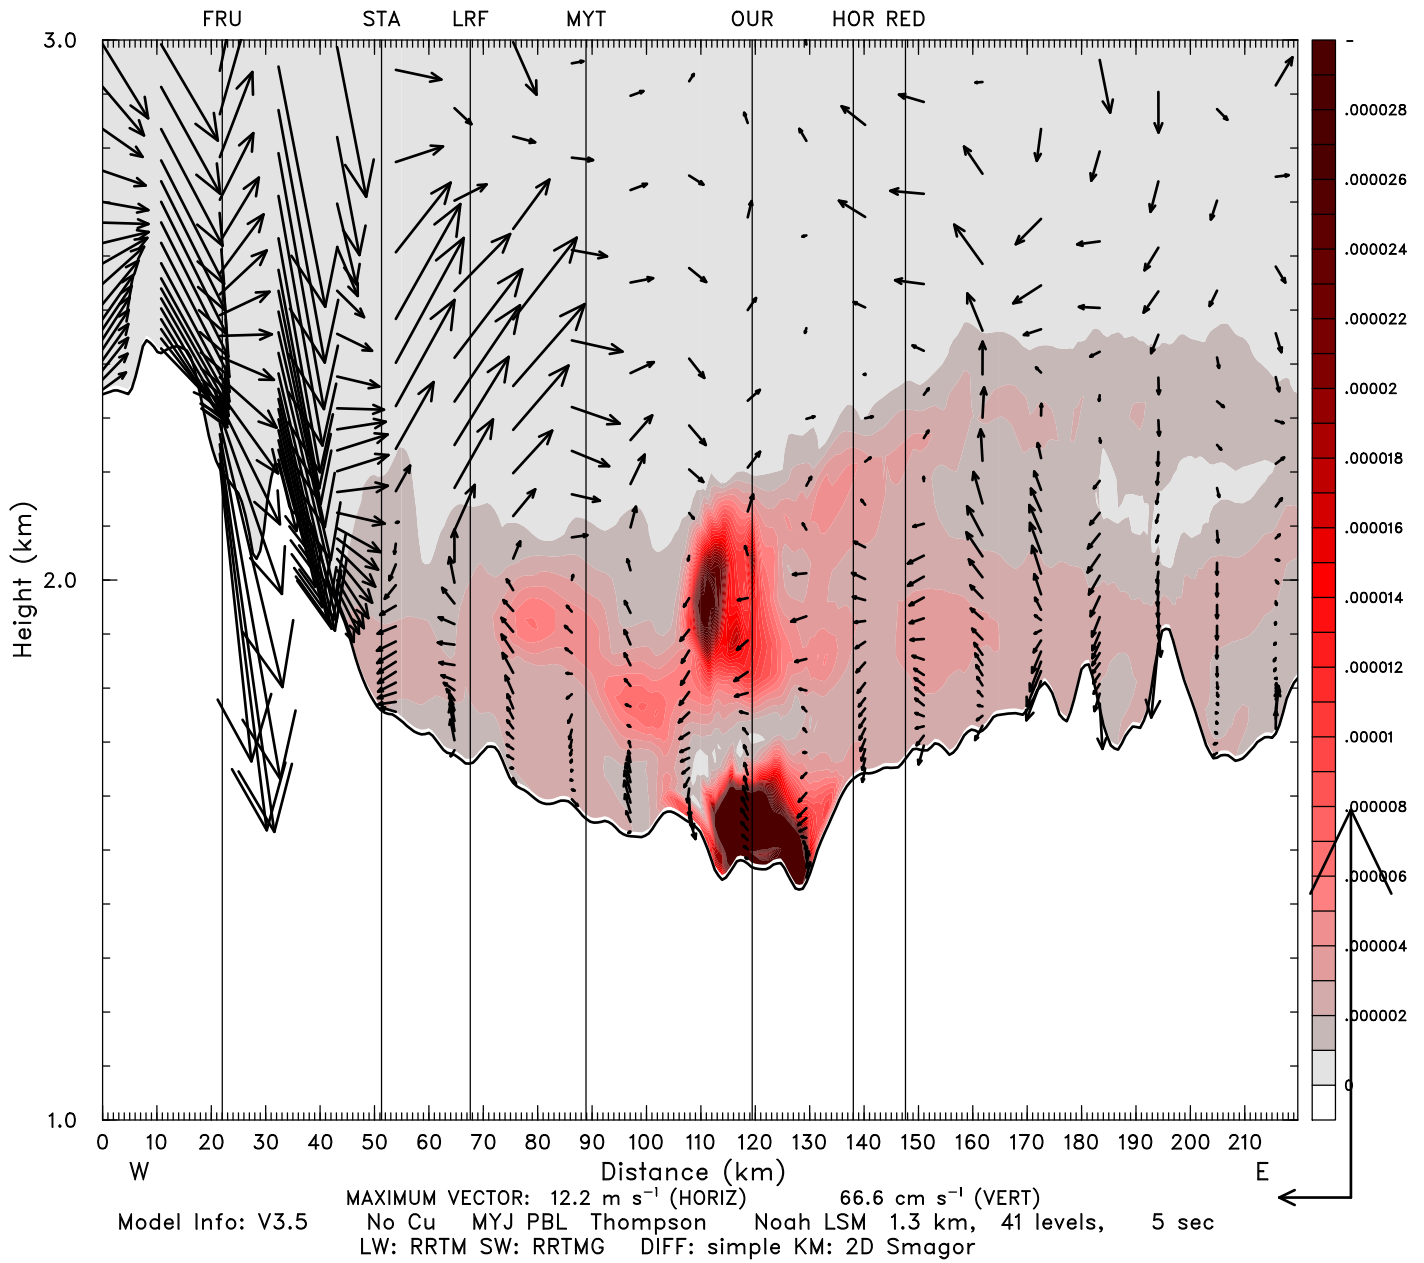 FRU STA LRF MYT OUR HOR RED
3.0
2.0
1.0
Height (km)
0 10 20 30 40 50 60 70 80 90 100 110 120 130 140 150 160 170 180 190 200 210
W Distance (km) E
.000028
.000026
.000024
.000022
.00002
.000018
.000016
.000014
.000012
.00001
.000008
.000006
.000004
.000002
0
MAXIMUM VECTOR: 12.2 m s⁻¹ (HORIZ) 66.6 cm s⁻¹ (VERT)
Model Info: V3.5 No Cu MYJ PBL Thompson Noah LSM 1.3 km, 41 levels, 5 sec
LW: RRTM SW: RRTMG DIFF: simple KM: 2D Smagor